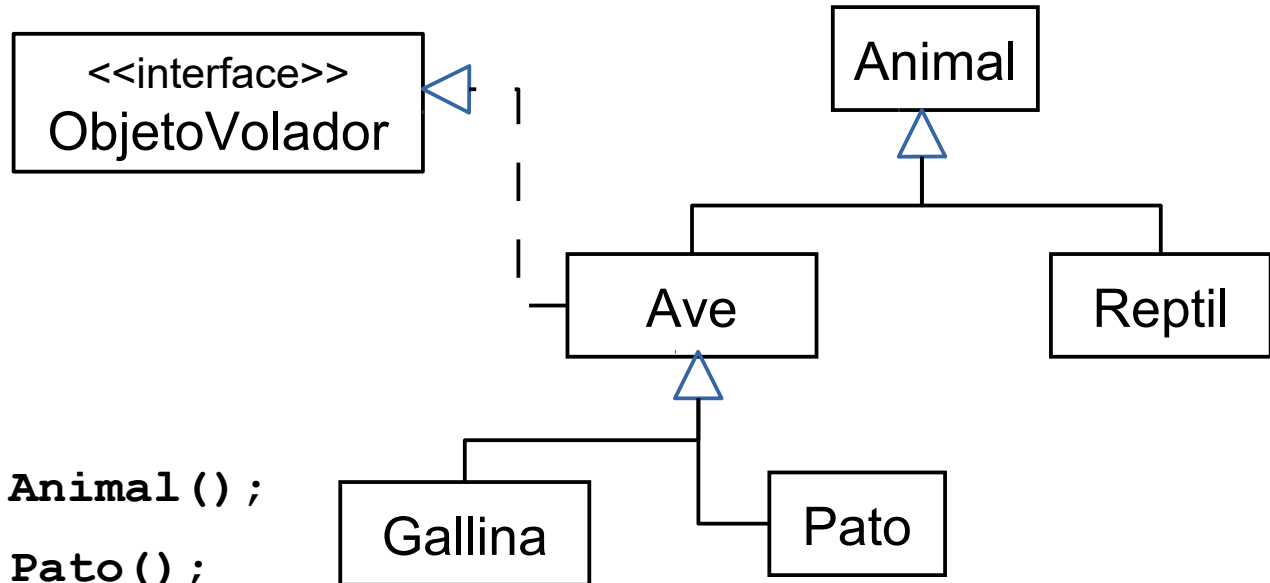 <<interface>>
ObjetoVolador
Animal
Ave
Reptil
Gallina
Pato
Animal();
Pato();